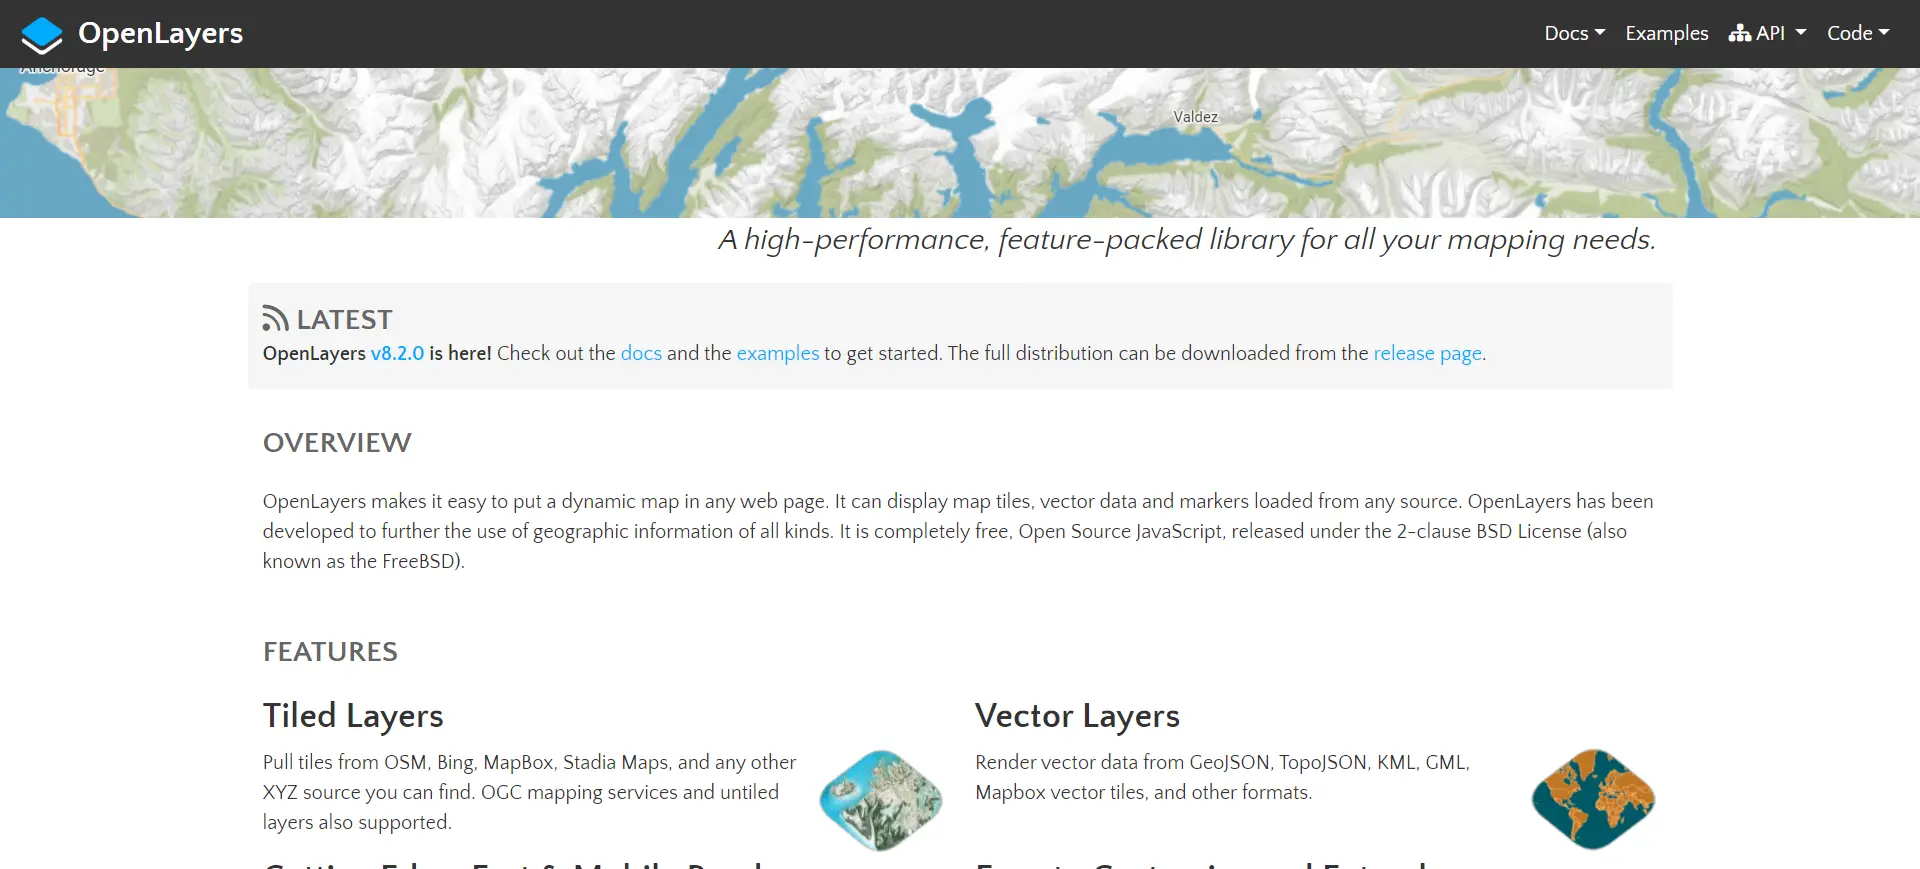 OpenLayers
Docs Examples API Code
Anchorage
Valdez
A high-performance, feature-packed library for all your mapping needs.
LATEST
OpenLayers v8.2.0 is here! Check out the docs and the examples to get started. The full distribution can be downloaded from the release page.
OVERVIEW
OpenLayers makes it easy to put a dynamic map in any web page. It can display map tiles, vector data and markers loaded from any source. OpenLayers has been
developed to further the use of geographic information of all kinds. It is completely free, Open Source JavaScript, released under the 2-clause BSD License (also
known as the FreeBSD).
FEATURES
Tiled Layers
Pull tiles from OSM, Bing, MapBox, Stadia Maps, and any other
XYZ source you can find. OGC mapping services and untiled
layers also supported.
Vector Layers
Render vector data from GeoJSON, TopoJSON, KML, GML,
Mapbox vector tiles, and other formats.